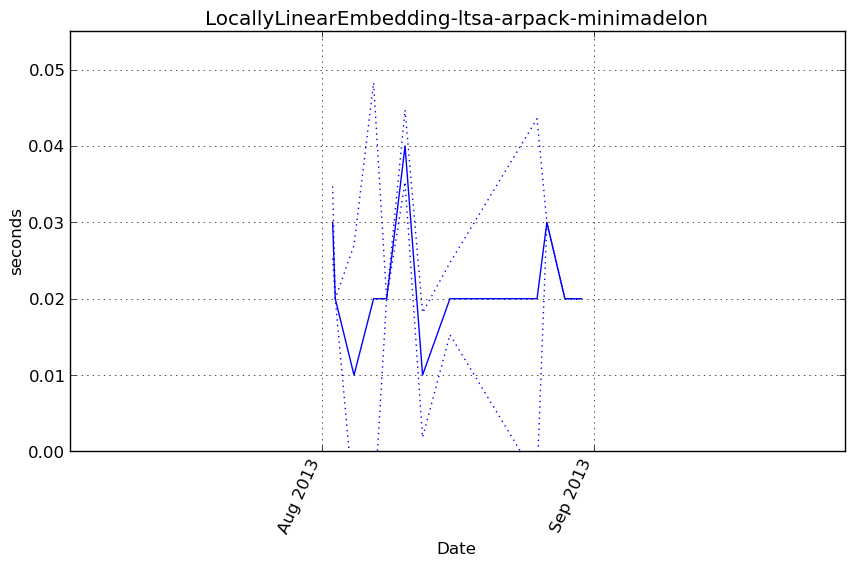 LocallyLinearEmbedding-ltsa-arpack-minimadelon
0.05
0.04
0.03
0.02
0.01
0.00
seconds
Aug 2013
Sep 2013
Date